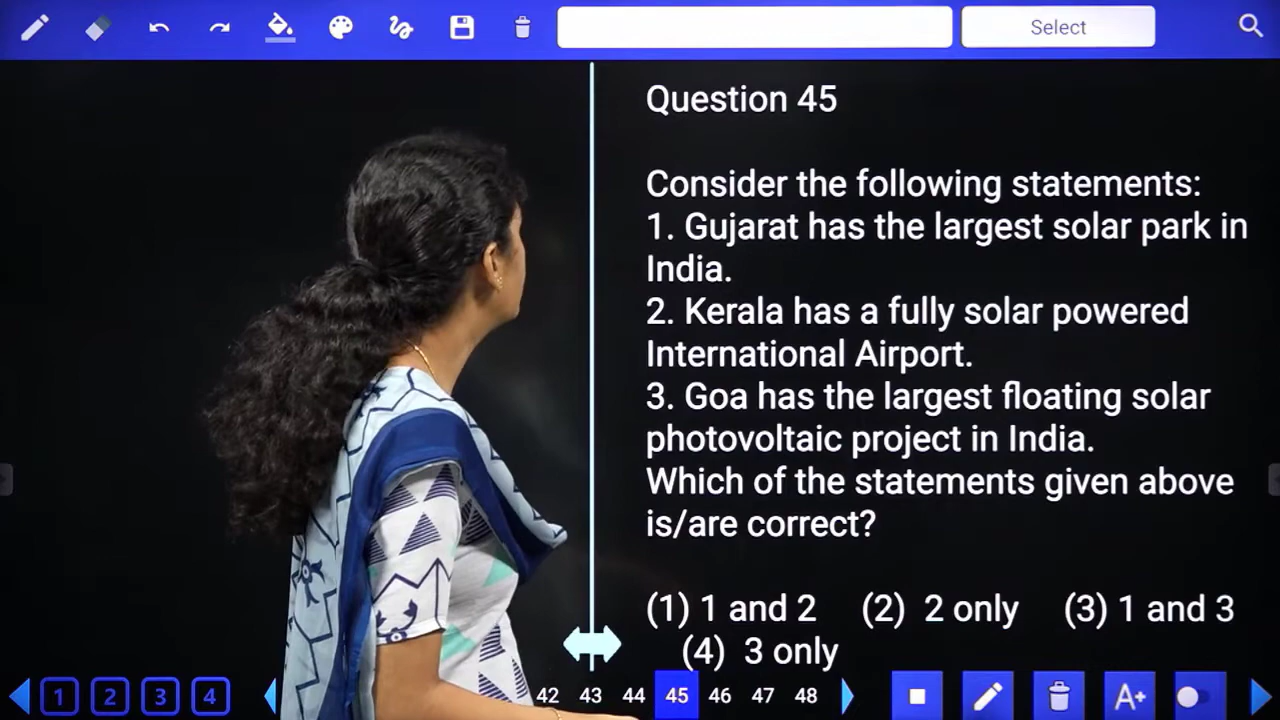 Select
Question 45
Consider the following statements:
1. Gujarat has the largest solar park in
India.
2. Kerala has a fully solar powered
International Airport.
3. Goa has the largest floating solar
photovoltaic project in India.
Which of the statements given above
is/are correct?
(1) 1 and 2 (2) 2 only (3) 1 and 3
(4) 3 only
1 2 3 4 42 43 44 45 46 47 48 A+